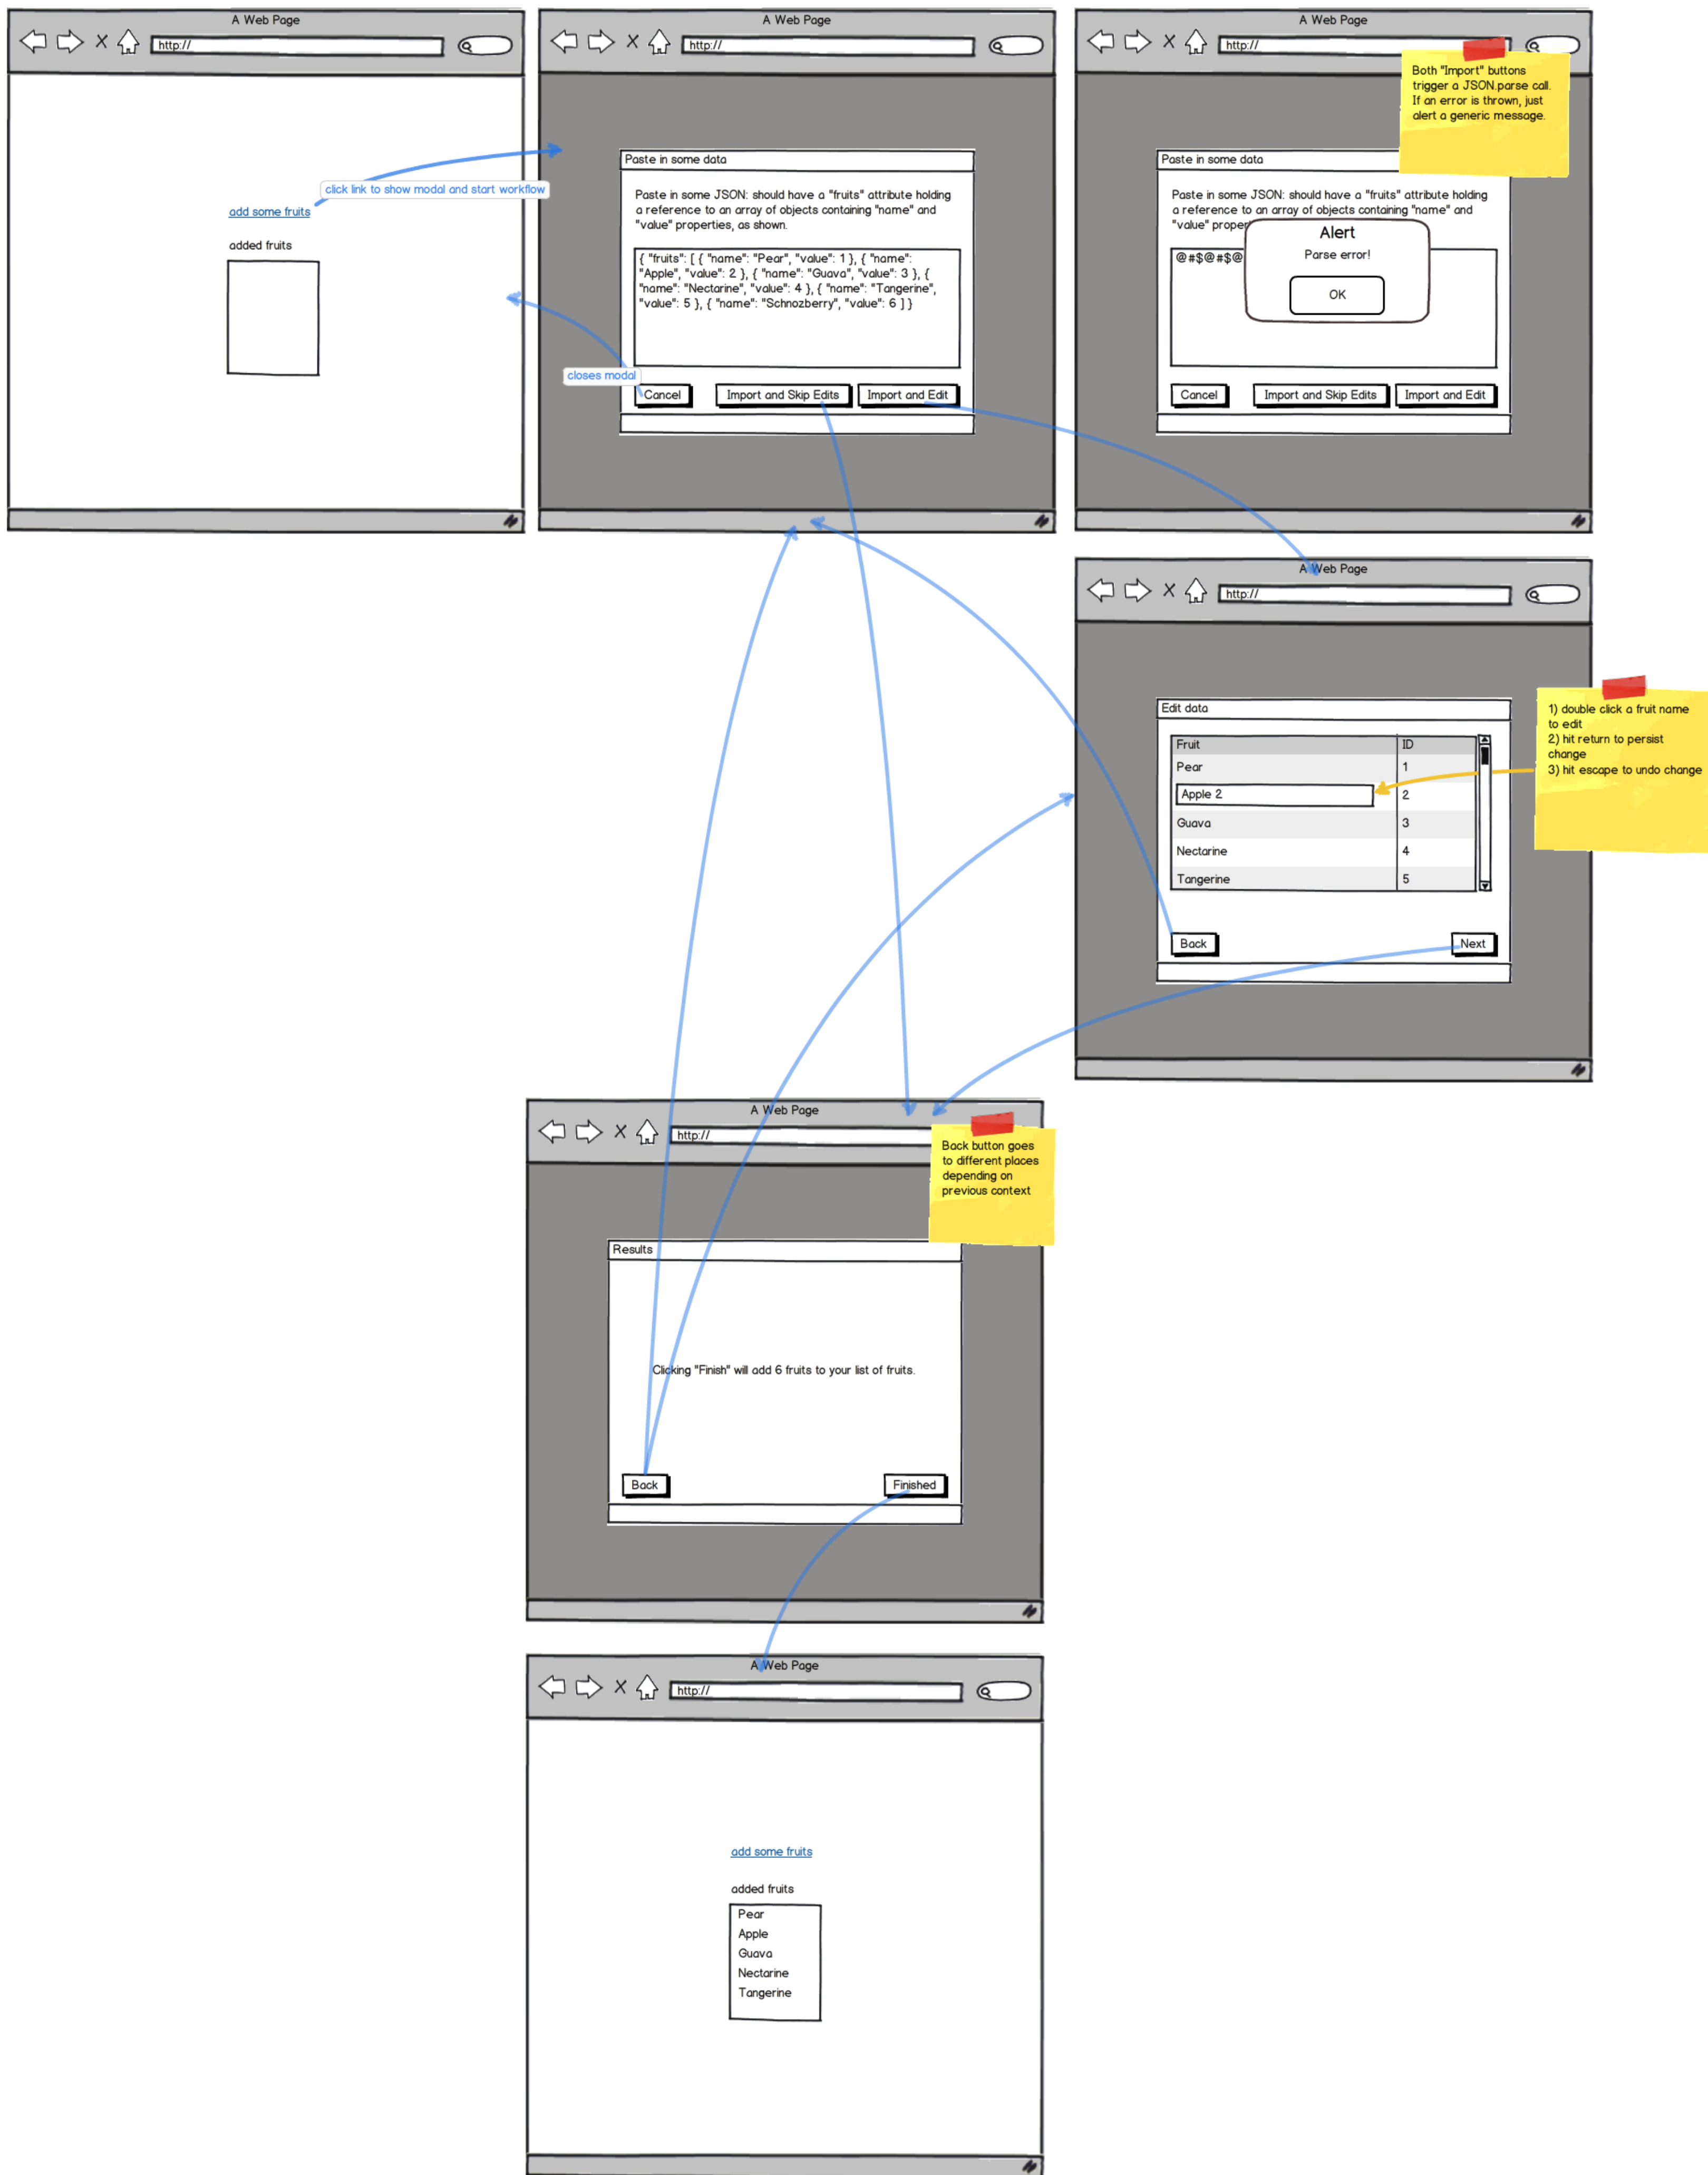 A Web Page
http://
click link to show modal and start workflow
add some fruits
added fruits
A Web Page
http://
Paste in some data
Paste in some JSON: should have a "fruits" attribute holding
a reference to an array of objects containing "name" and
"value" properties, as shown.
{ "fruits": [ { "name": "Pear", "value": 1 }, { "name":
"Apple", "value": 2 }, { "name": "Guava", "value": 3 }, {
"name": "Nectarine", "value": 4 }, { "name": "Tangerine",
"value": 5 }, { "name": "Schnozberry", "value": 6 ] }
closes modal
Cancel
Import and Skip Edits
Import and Edit
A Web Page
http://
Both "Import" buttons
trigger a JSON.parse call.
If an error is thrown, just
alert a generic message.
Paste in some data
Paste in some JSON: should have a "fruits" attribute holding
a reference to an array of objects containing "name" and
"value" proper
Alert
Parse error!
OK
@#$@#$@
Cancel
Import and Skip Edits
Import and Edit
A Web Page
http://
Edit data
Fruit ID
Pear 1
Apple 2 2
Guava 3
Nectarine 4
Tangerine 5
Back
Next
1) double click a fruit name
to edit
2) hit return to persist
change
3) hit escape to undo change
A Web Page
http://
Back button goes
to different places
depending on
previous context
Results
Clicking "Finish" will add 6 fruits to your list of fruits.
Back
Finished
A Web Page
http://
add some fruits
added fruits
Pear
Apple
Guava
Nectarine
Tangerine